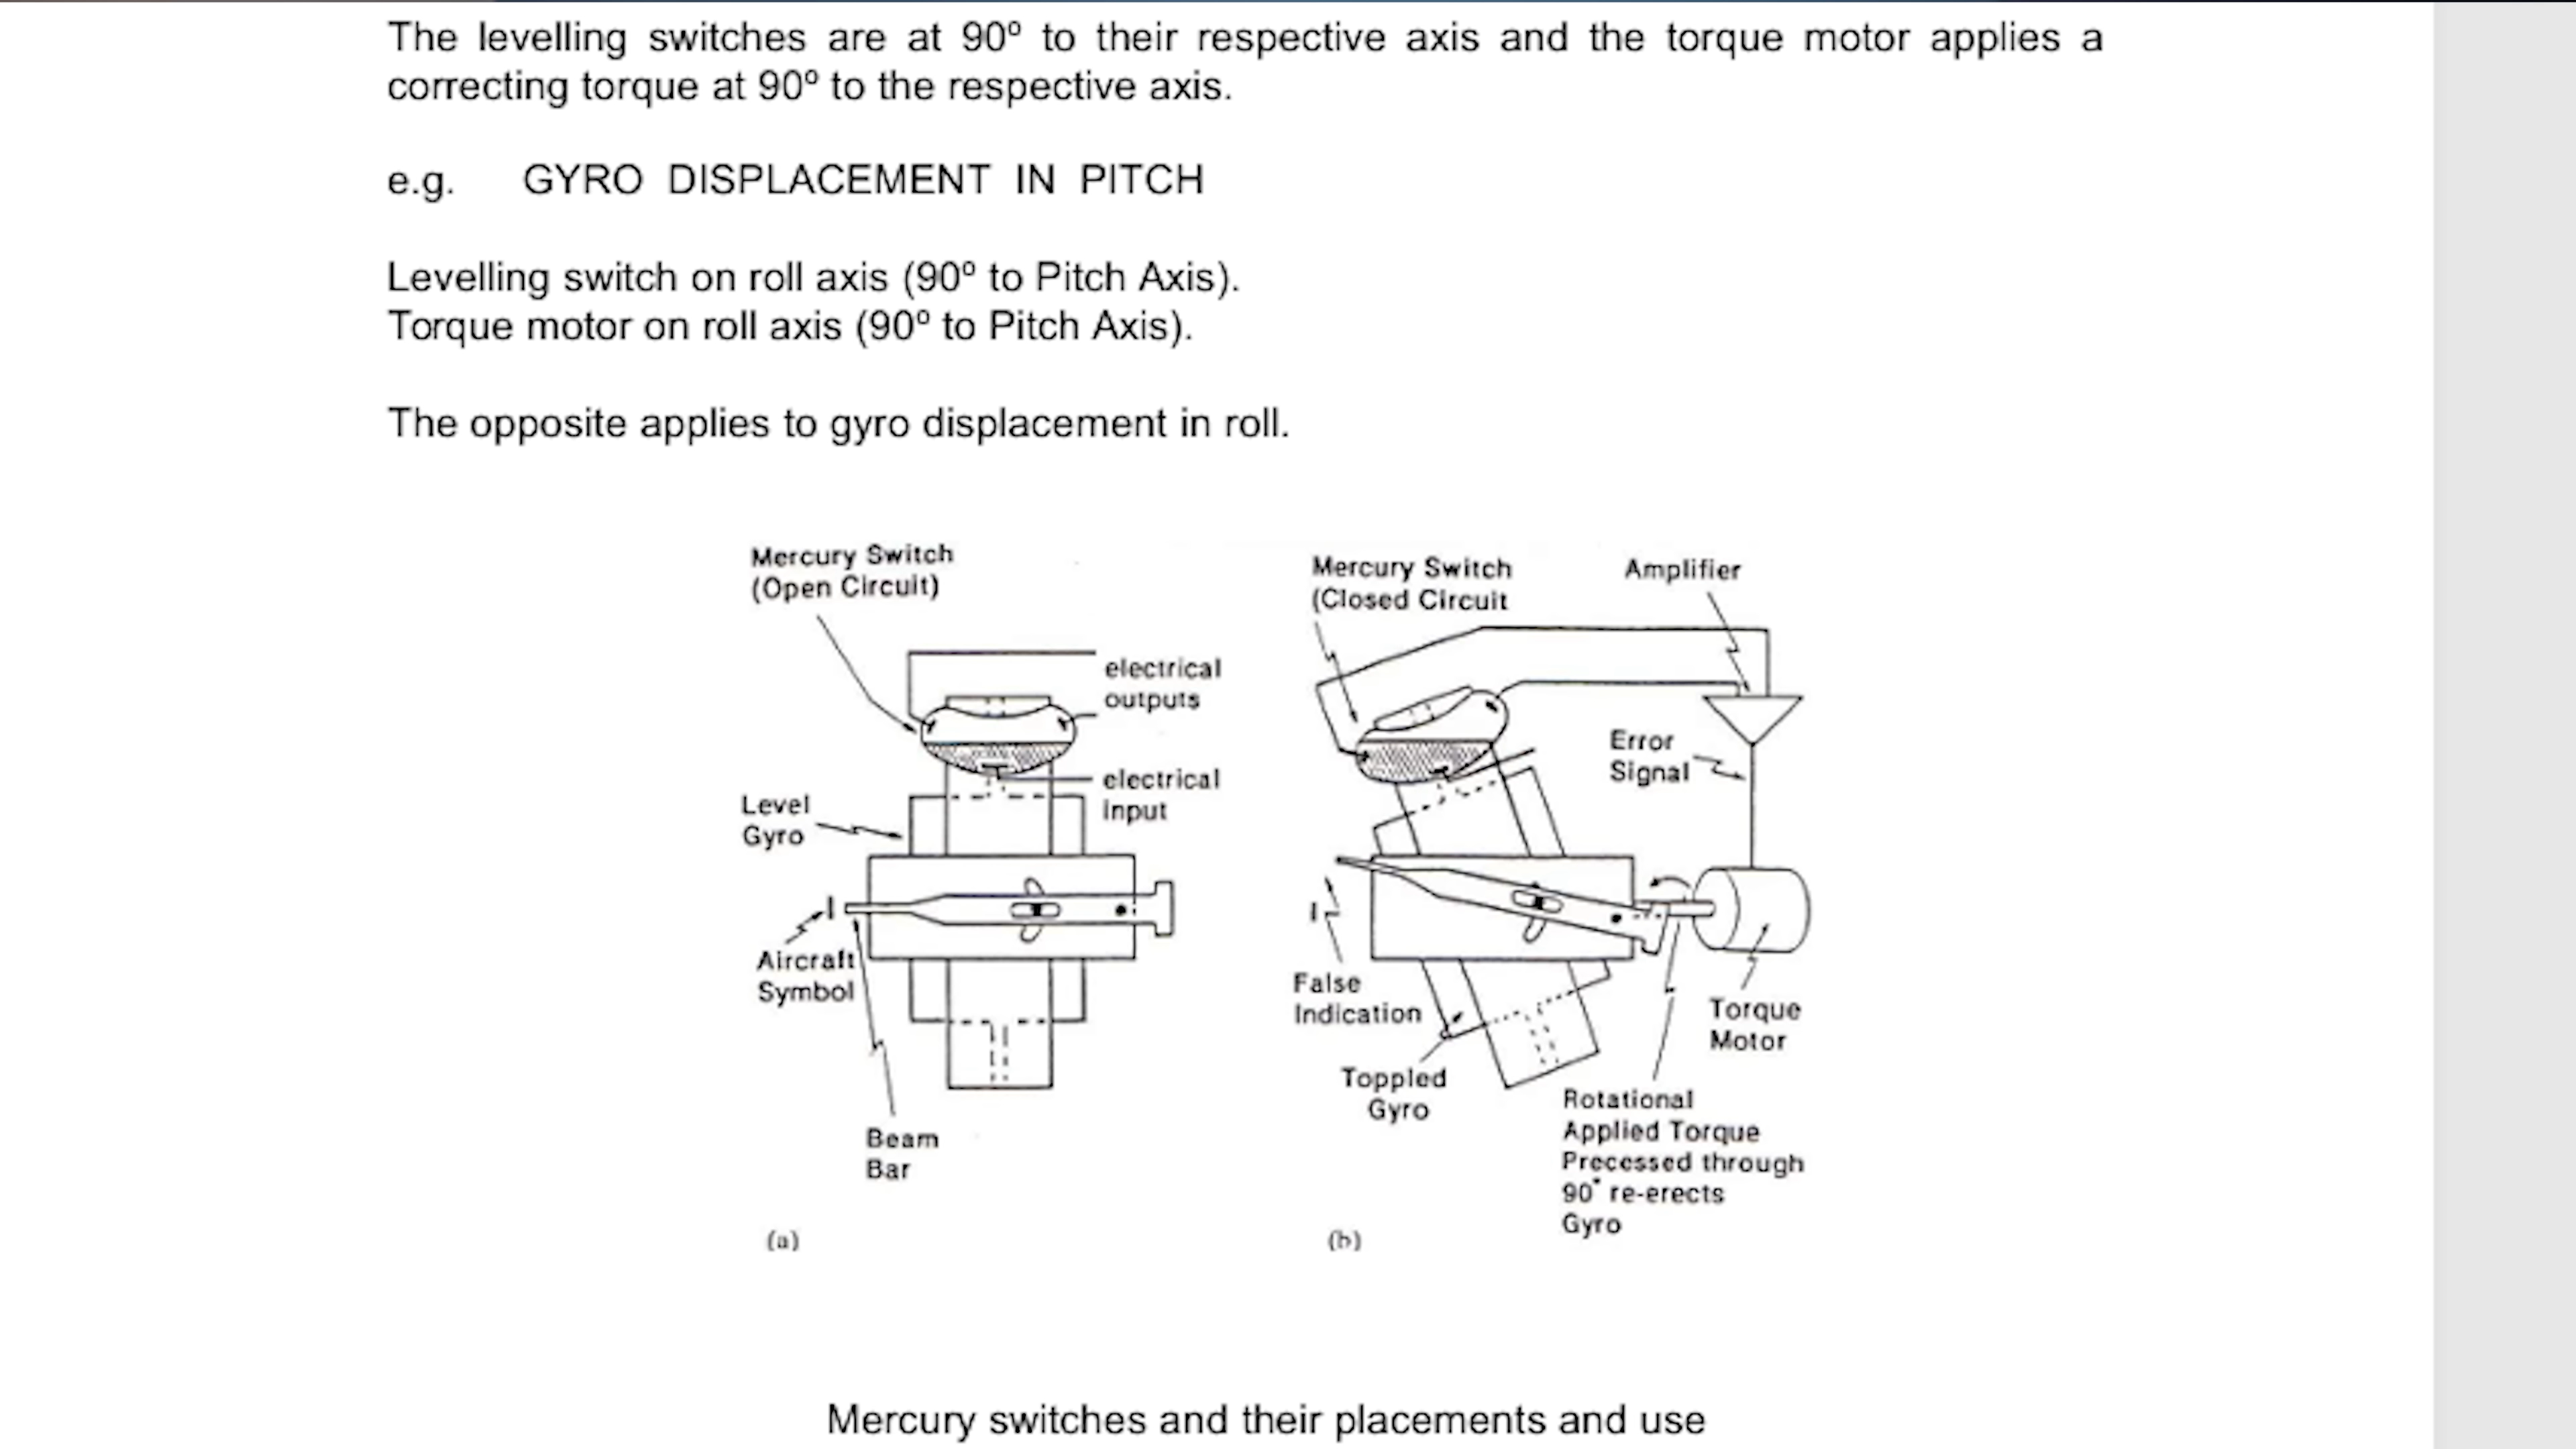 The levelling switches are at 90º to their respective axis and the torque motor applies a
correcting torque at 90º to the respective axis.
e.g. GYRO DISPLACEMENT IN PITCH
Levelling switch on roll axis (90º to Pitch Axis).
Torque motor on roll axis (90º to Pitch Axis).
The opposite applies to gyro displacement in roll.
Mercury Switch
(Open Circuit)
electrical
outputs
electrical
input
Level
Gyro
Aircraft
Symbol
Beam
Bar
(a)
Mercury Switch
(Closed Circuit
Amplifier
Error
Signal
False
Indication
Toppled
Gyro
Torque
Motor
Rotational
Applied Torque
Precessed through
90° re-erects
Gyro
(b)
Mercury switches and their placements and use